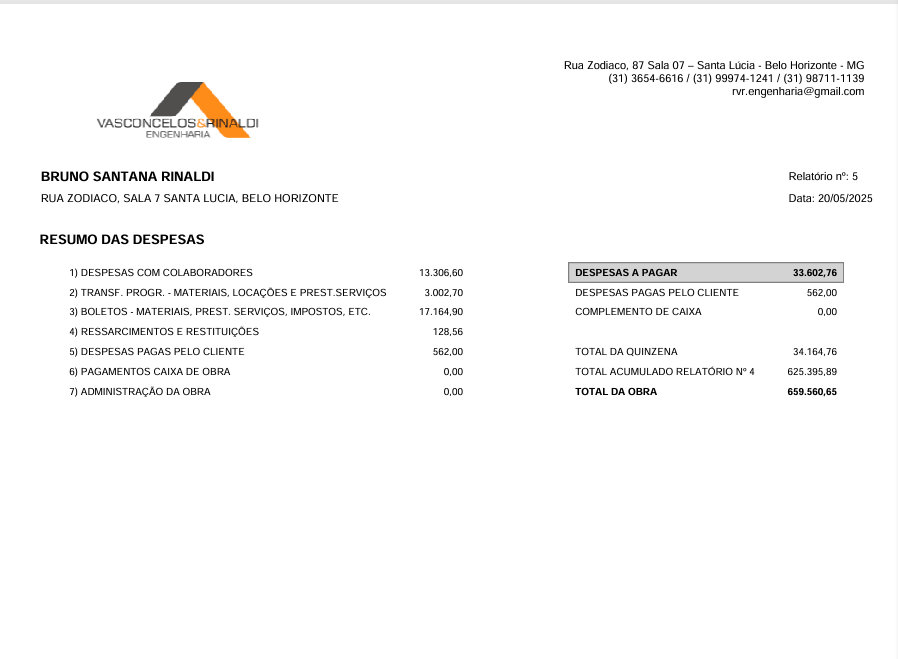 Rua Zodiaco, 87 Sala 07 – Santa Lúcia - Belo Horizonte - MG
(31) 3654-6616 / (31) 99974-1241 / (31) 98711-1139
rvr.engenharia@gmail.com
VASCONCELOS&RINALDI
ENGENHARIA
BRUNO SANTANA RINALDI
Relatório nº: 5
RUA ZODIACO, SALA 7 SANTA LUCIA, BELO HORIZONTE
Data: 20/05/2025
RESUMO DAS DESPESAS
1) DESPESAS COM COLABORADORES 13.306,60
2) TRANSF. PROGR. - MATERIAIS, LOCAÇÕES E PREST.SERVIÇOS 3.002,70
3) BOLETOS - MATERIAIS, PREST. SERVIÇOS, IMPOSTOS, ETC. 17.164,90
4) RESSARCIMENTOS E RESTITUIÇÕES 128,56
5) DESPESAS PAGAS PELO CLIENTE 562,00
6) PAGAMENTOS CAIXA DE OBRA 0,00
7) ADMINISTRAÇÃO DA OBRA 0,00
DESPESAS A PAGAR 33.602,76
DESPESAS PAGAS PELO CLIENTE 562,00
COMPLEMENTO DE CAIXA 0,00
TOTAL DA QUINZENA 34.164,76
TOTAL ACUMULADO RELATÓRIO Nº 4 625.395,89
TOTAL DA OBRA 659.560,65